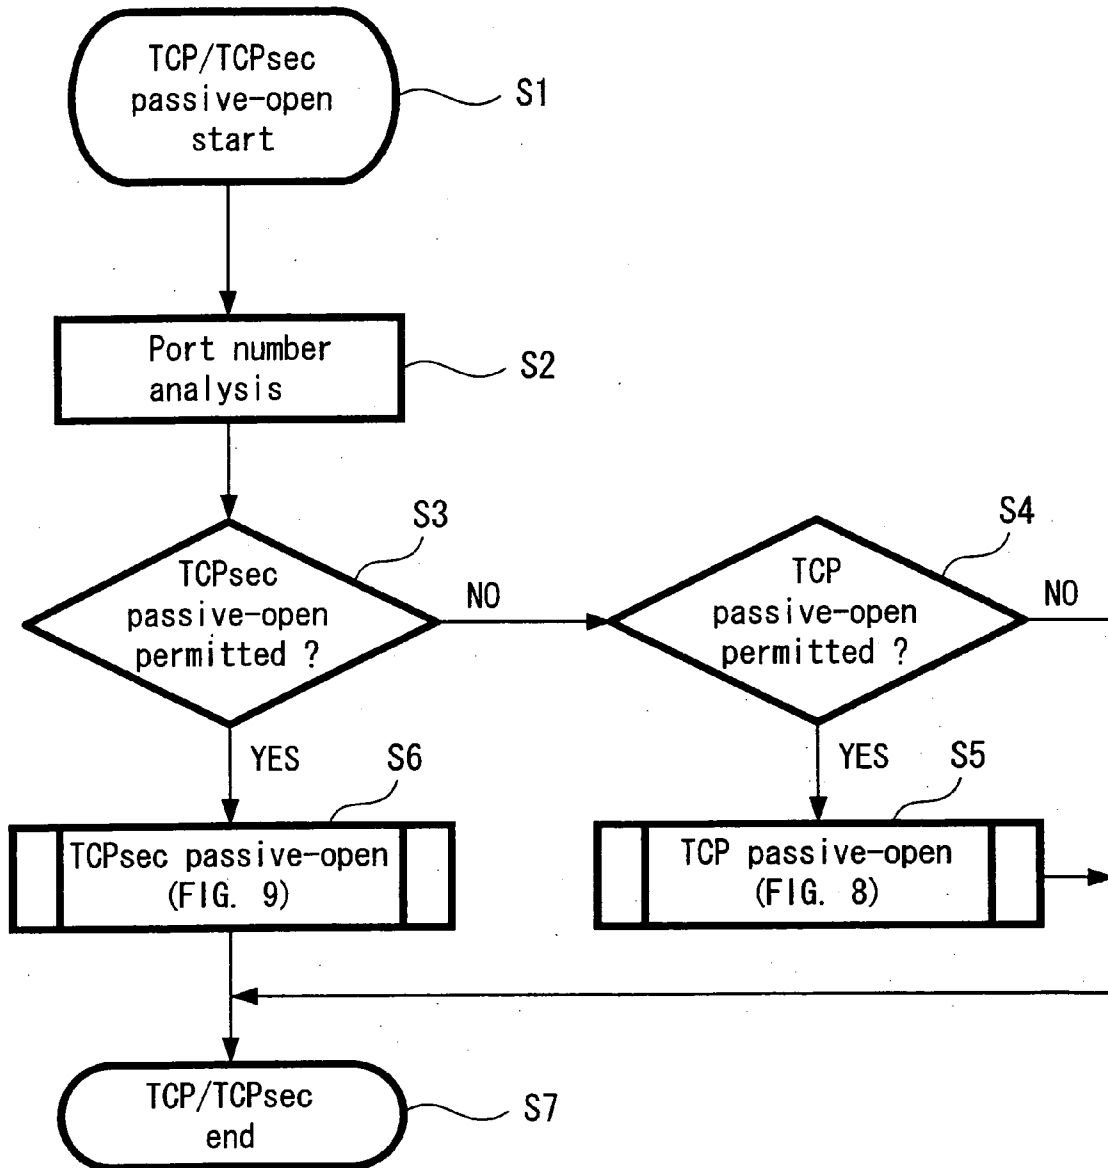 TCP/TCPsec
passive-open
start
S1
Port number
analysis
S2
S3
TCPsec
passive-open
permitted ?
NO
S4
TCP
passive-open
permitted ?
NO
YES
S6
YES
S5
TCPsec passive-open
(FIG. 9)
TCP passive-open
(FIG. 8)
TCP/TCPsec
end
S7